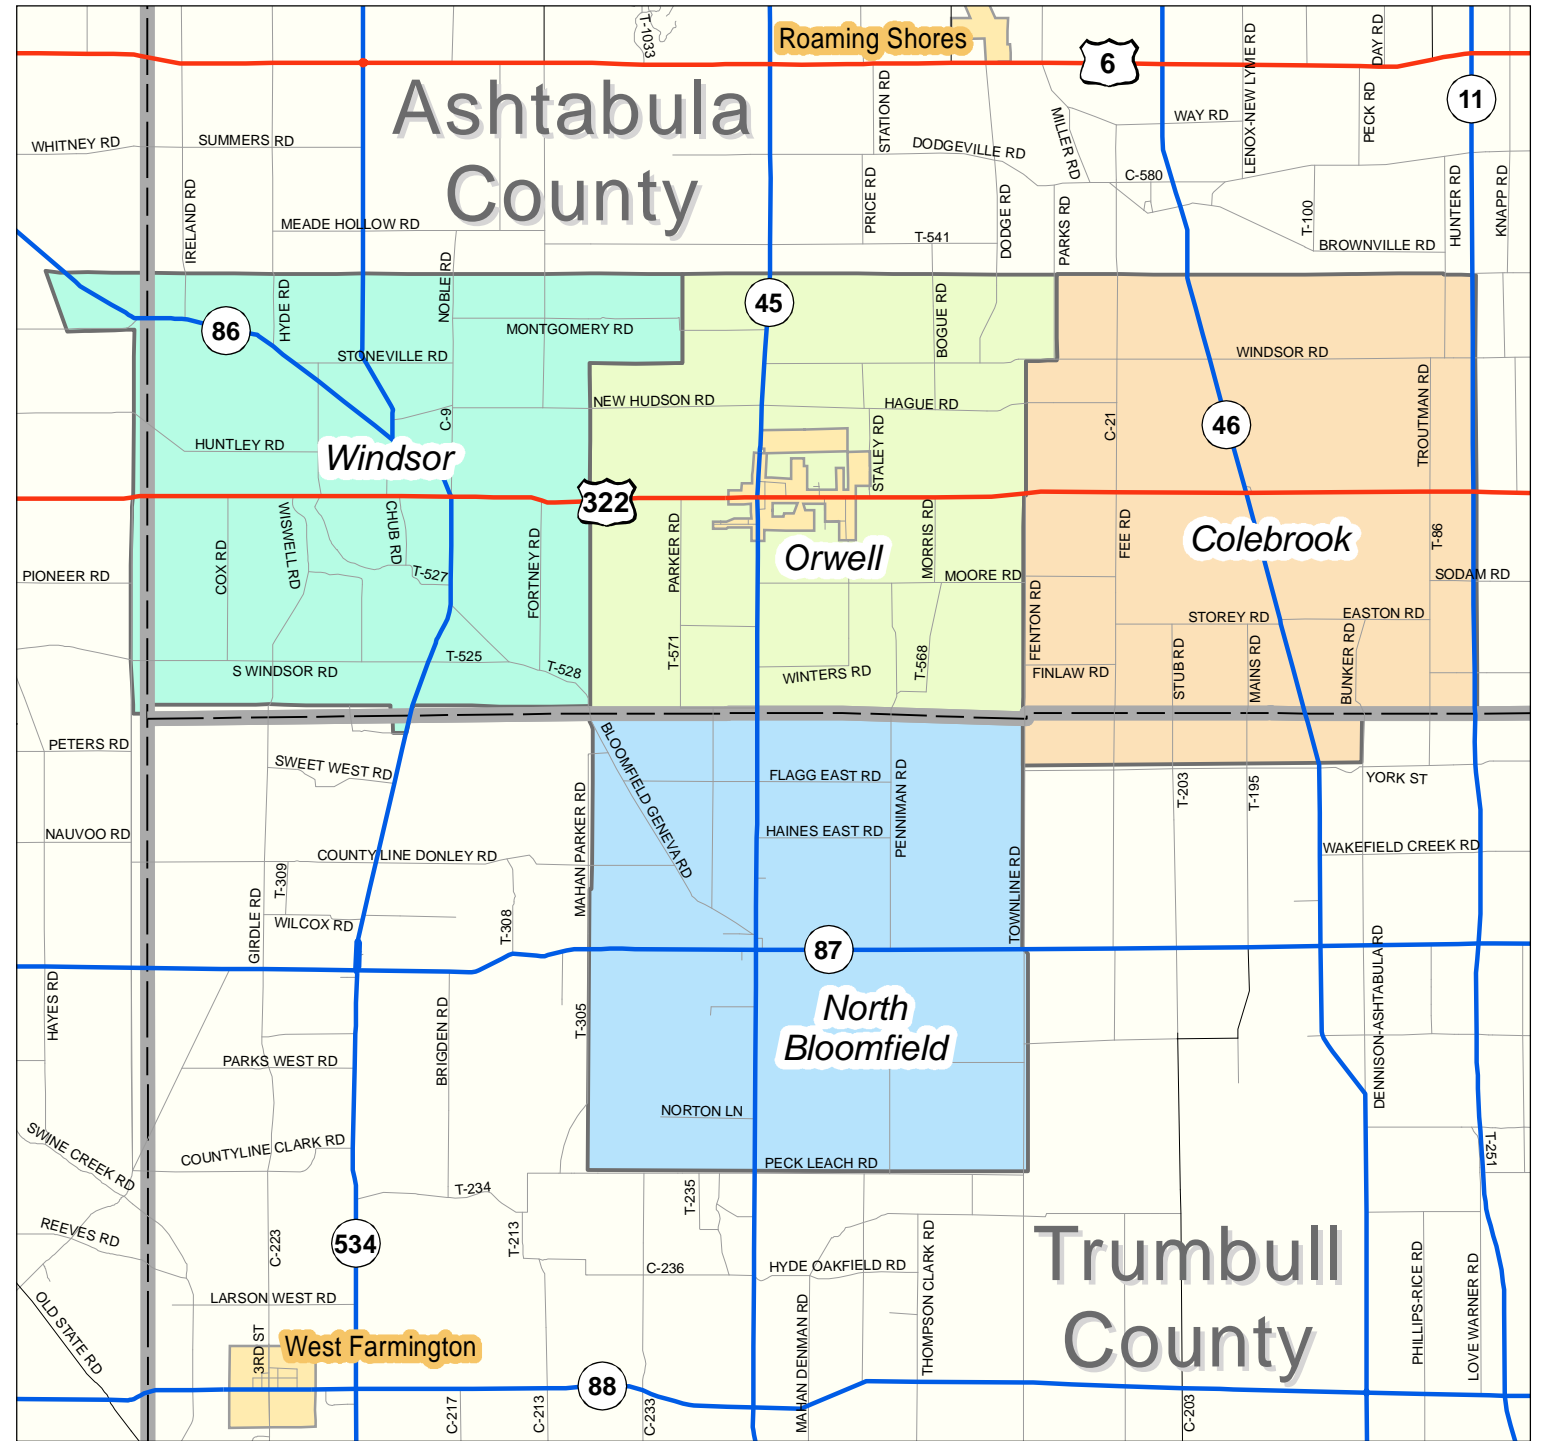 T-1033
Roaming Shores
6
DAY RD
LENOX-NEW LYME RD
11
Ashtabula
County
STATION RD
PECK RD
WAY RD
MILLER RD
WHITNEY RD
SUMMERS RD
DODGEVILLE RD
C-580
IRELAND RD
PRICE RD
DODGE RD
PARKS RD
T-100
HUNTER RD
KNAPP RD
MEADE HOLLOW RD
T-541
BROWNVILLE RD
NOBLE RD
HYDE RD
86
45
BOGUE RD
MONTGOMERY RD
STONEVILLE RD
WINDSOR RD
TROUTMAN RD
NEW HUDSON RD
HAGUE RD
C-9
C-21
46
STALEY RD
HUNTLEY RD
Windsor
322
WISWELL RD
CHUB RD
COX RD
FORTNEY RD
PARKER RD
MORRIS RD
FEE RD
Colebrook
T-86
Orwell
PIONEER RD
T-527
MOORE RD
SODAM RD
FENTON RD
STOREY RD
EASTON RD
T-525
T-528
S WINDSOR RD
T-571
WINTERS RD
T-568
FINLAW RD
STUB RD
MAINS RD
BUNKER RD
PETERS RD
SWEET WEST RD
BLOOMFIELD GENEVA RD
FLAGG EAST RD
PENNIMAN RD
T-203
T-195
YORK ST
NAUVOO RD
MAHAN PARKER RD
HAINES EAST RD
WAKEFIELD CREEK RD
COUNTY LINE DONLEY RD
T-309
GIRDLE RD
WILCOX RD
T-308
TOWNLINE RD
87
DENNISON-ASHTABULA RD
HAYES RD
BRIGDEN RD
T-305
North
Bloomfield
PARKS WEST RD
NORTON LN
SWINE CREEK RD
COUNTYLINE CLARK RD
PECK LEACH RD
T-251
T-234
T-235
REEVES RD
C-223
534
T-213
C-236
HYDE OAKFIELD RD
THOMPSON CLARK RD
Trumbull
County
PHILLIPS-RICE RD
LOVE WARNER RD
OLD STATE RD
LARSON WEST RD
MAHAN DENMAN RD
3RD ST
West Farmington
88
C-217
C-213
C-233
C-203